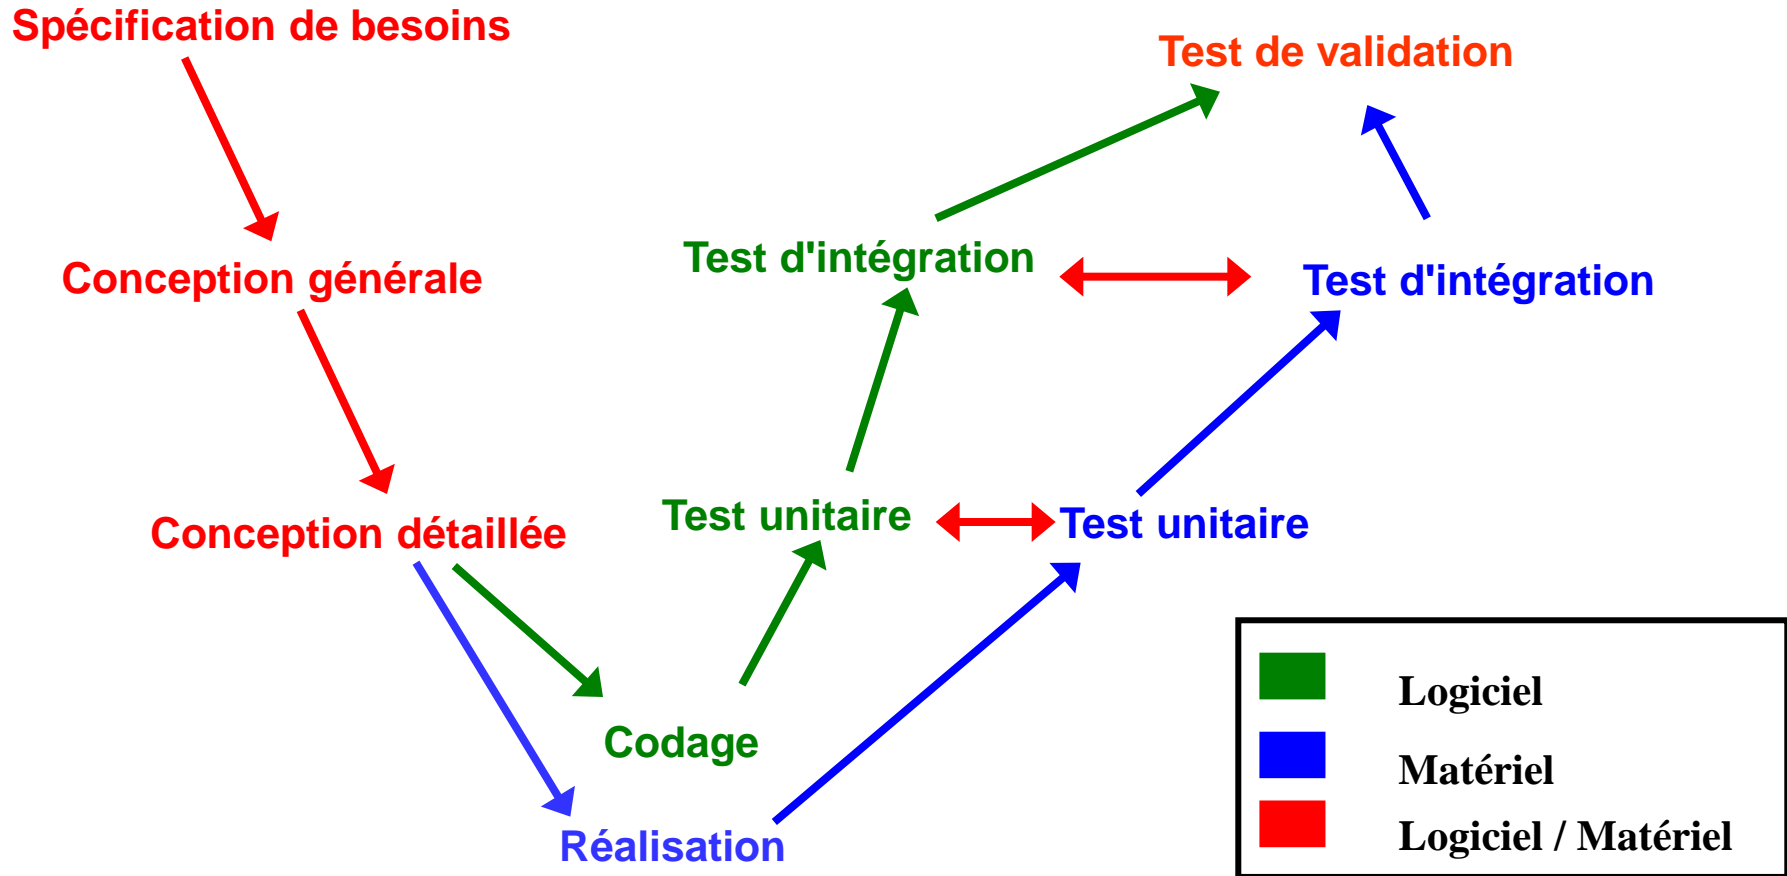 Spécification de besoins
Test de validation
Test d'intégration
Conception générale
Test d'intégration
Test unitaire
Test unitaire
Conception détaillée
Codage
Réalisation
Logiciel
Matériel
Logiciel / Matériel